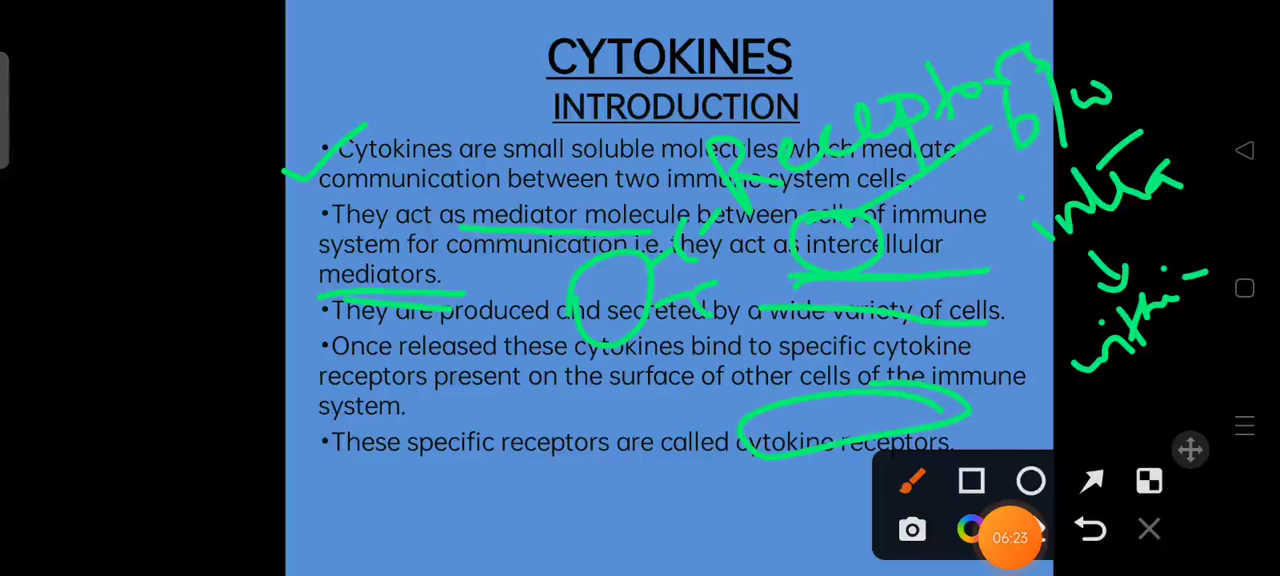 CYTOKINES
INTRODUCTION
•Cytokines are small soluble molecules which mediate
communication between two immune system cells.
•They act as mediator molecule between cells of immune
system for communication i.e. they act as intercellular
mediators.
•They are produced and secreted by a wide variety of cells.
•Once released these cytokines bind to specific cytokine
receptors present on the surface of other cells of the immune
system.
•These specific receptors are called cytokine receptors.
Receptor
b/w
intra
within
06:23